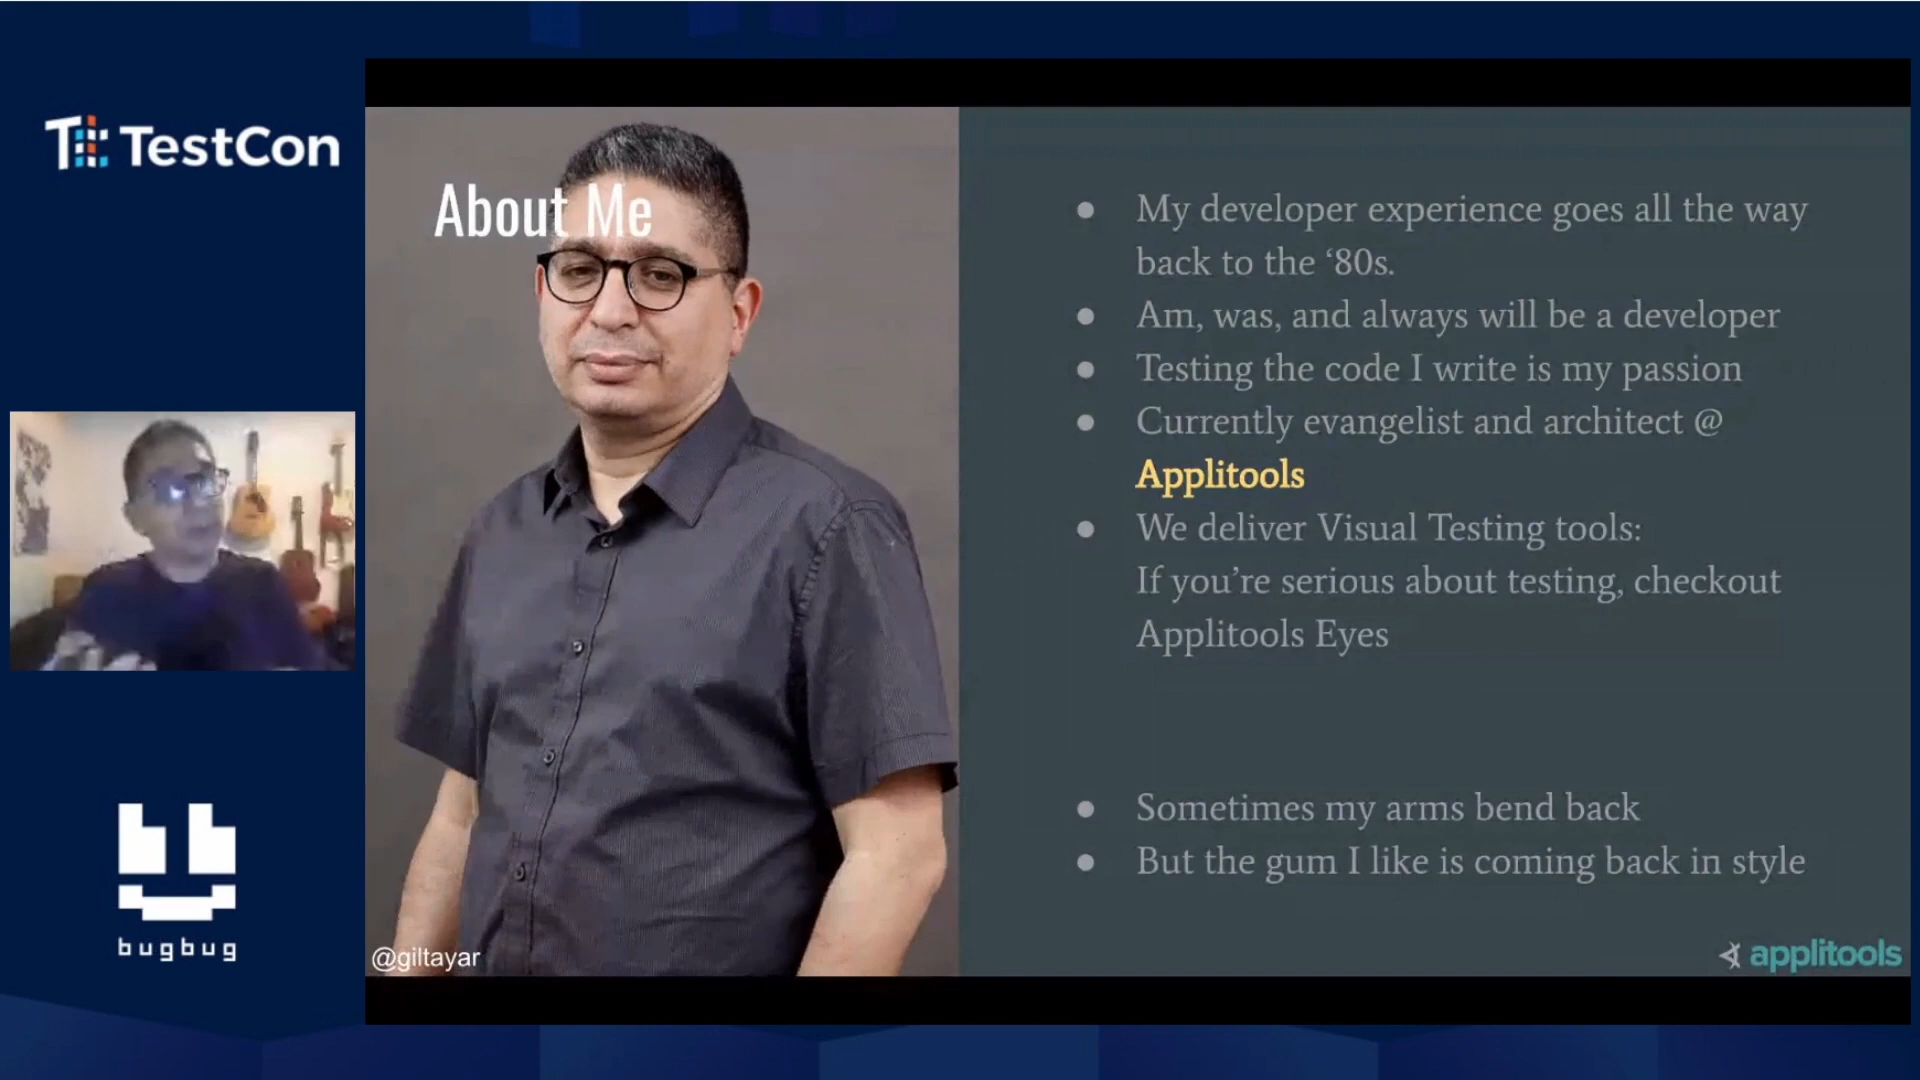 TestCon
About Me
● My developer experience goes all the way
back to the ‘80s.
● Am, was, and always will be a developer
● Testing the code I write is my passion
● Currently evangelist and architect @
Applitools
● We deliver Visual Testing tools:
If you’re serious about testing, checkout
Applitools Eyes
● Sometimes my arms bend back
● But the gum I like is coming back in style
bugbug
@giltayar
applitools